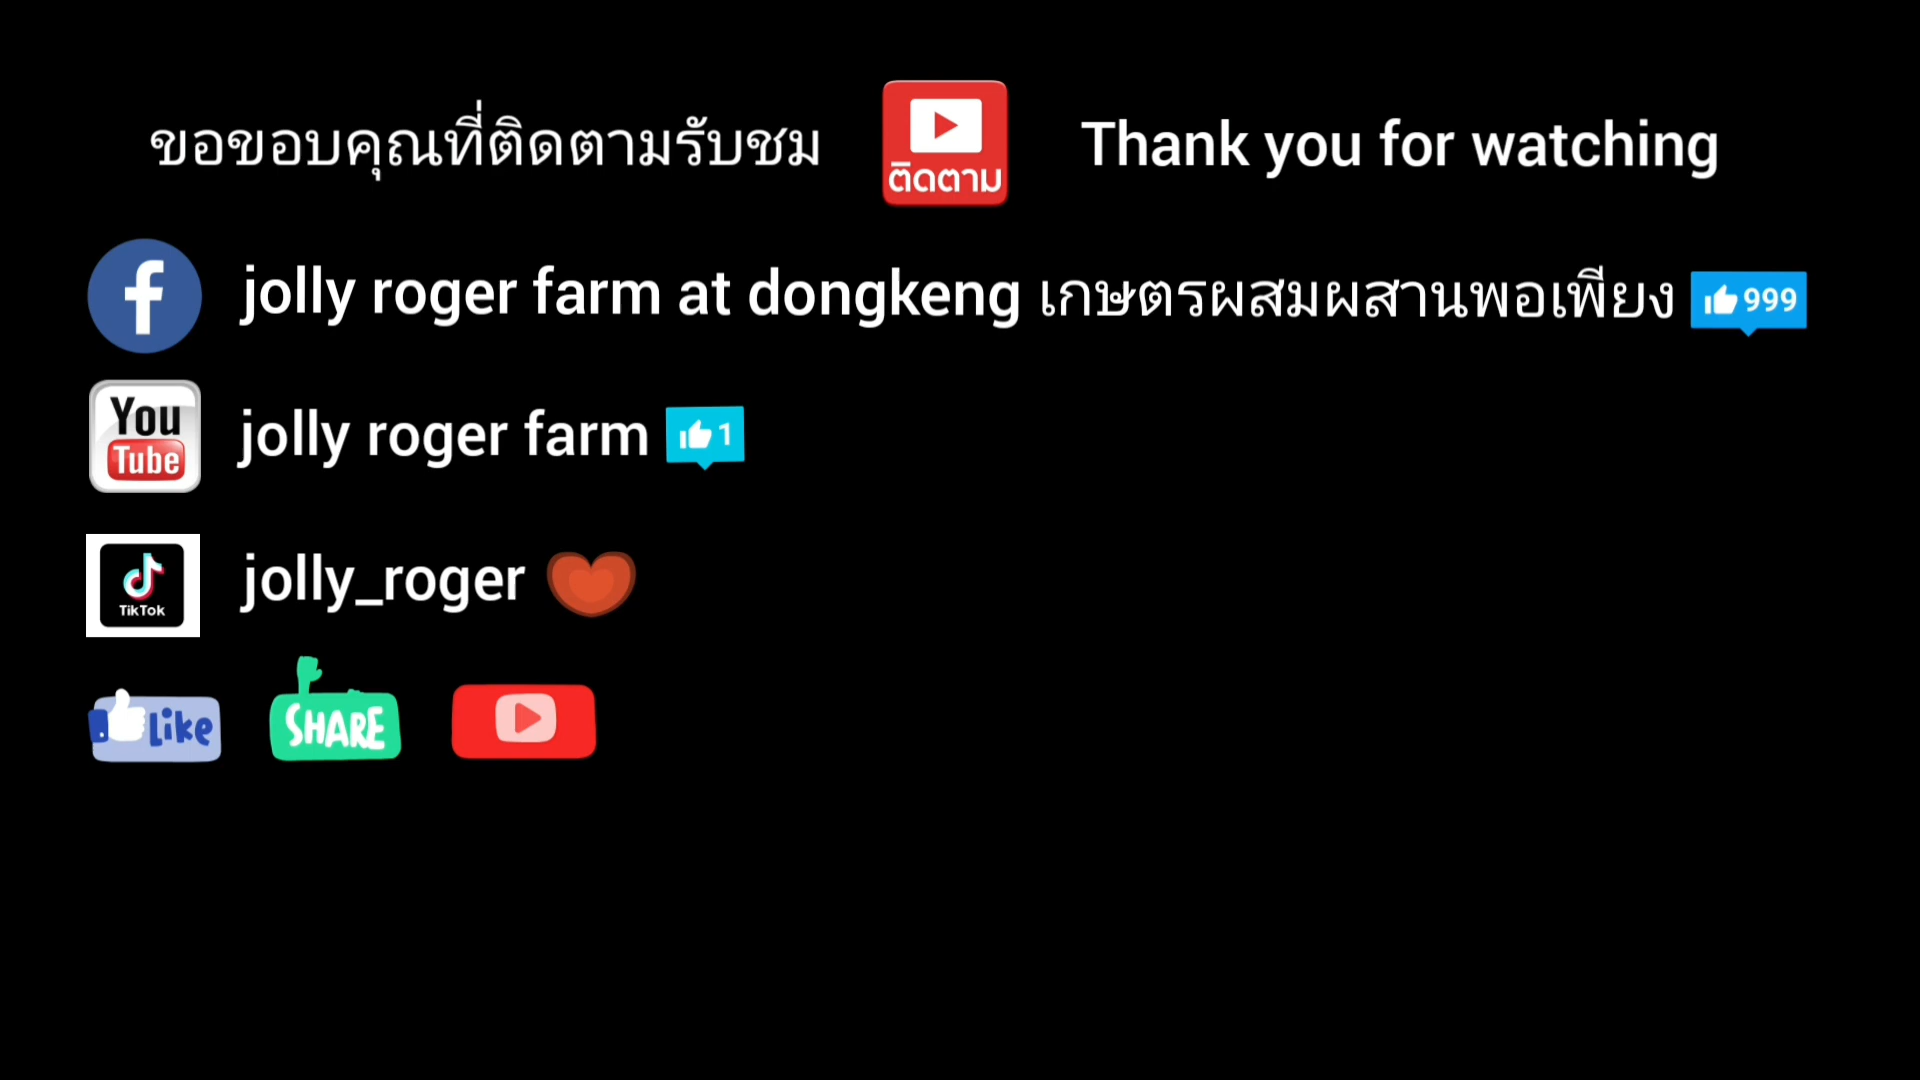 ขอขอบคุณที่ติดตามรับชม ติดตาม Thank you for watching
jolly roger farm at dongkeng เกษตรผสมผสานพอเพียง 999
You
Tube
jolly roger farm 1
TikTok
jolly_roger
Like SHARE